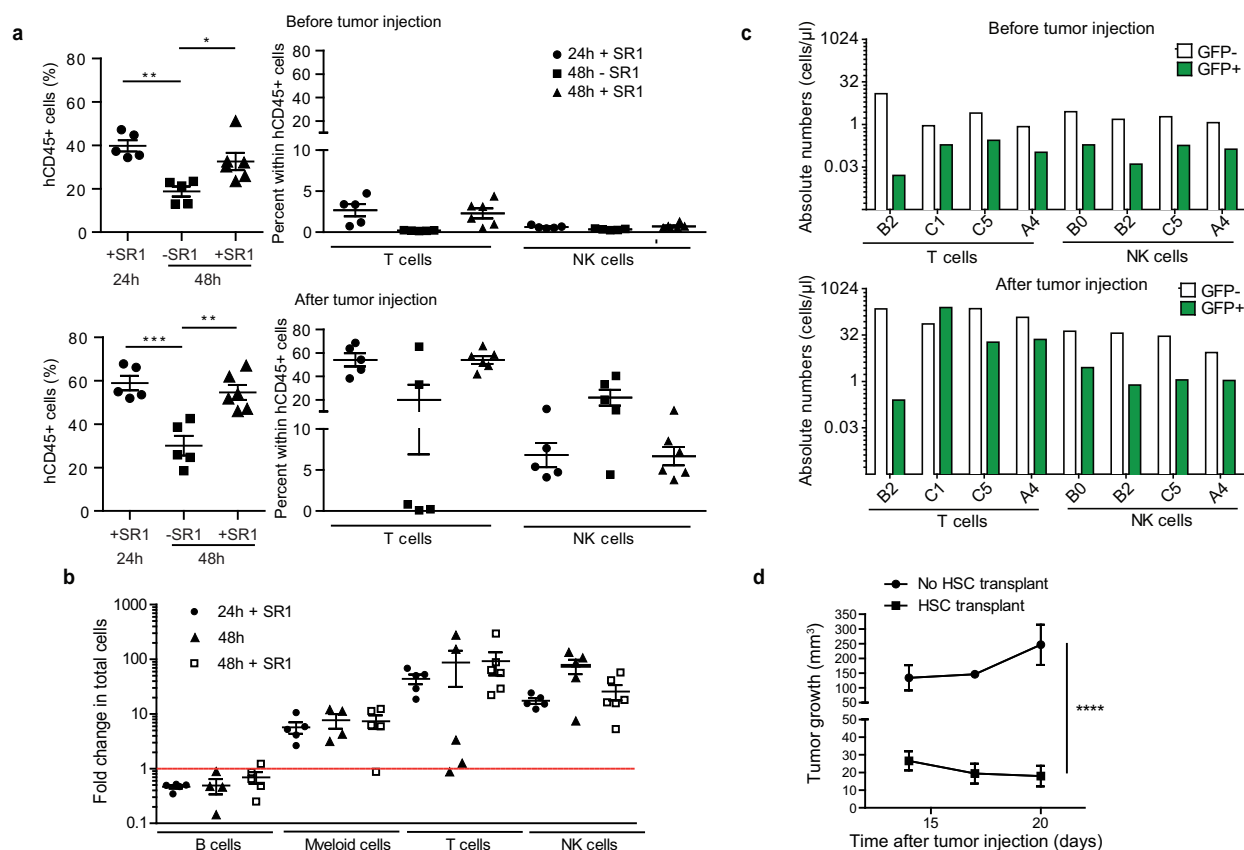 a
Before tumor injection
hCD45+ cells (%)
80
60
40
20
0
**
*
+SR1
-SR1
+SR1
24h
48h
Percent within hCD45+ cells
80
60
40
20
10
5
0
24h + SR1
48h - SR1
48h + SR1
T cells
NK cells
After tumor injection
hCD45+ cells (%)
80
60
40
20
0
***
**
+SR1
-SR1
+SR1
24h
48h
Percent within hCD45+ cells
80
60
40
20
10
5
0
T cells
NK cells
b
Fold change in total cells
1000
100
10
1
0.1
24h + SR1
48h
48h + SR1
B cells
Myeloid cells
T cells
NK cells
c
Before tumor injection
Absolute numbers (cells/µl)
1024
32
1
0.03
GFP-
GFP+
B2 C1 C5 A4 B0 B2 C5 A4
T cells
NK cells
After tumor injection
Absolute numbers (cells/µl)
1024
32
1
0.03
GFP-
GFP+
B2 C1 C5 A4 B0 B2 C5 A4
T cells
NK cells
d
No HSC transplant
HSC transplant
Tumor growth (mm³)
350
300
250
200
150
100
50
50
40
30
20
10
0
****
15
20
Time after tumor injection (days)